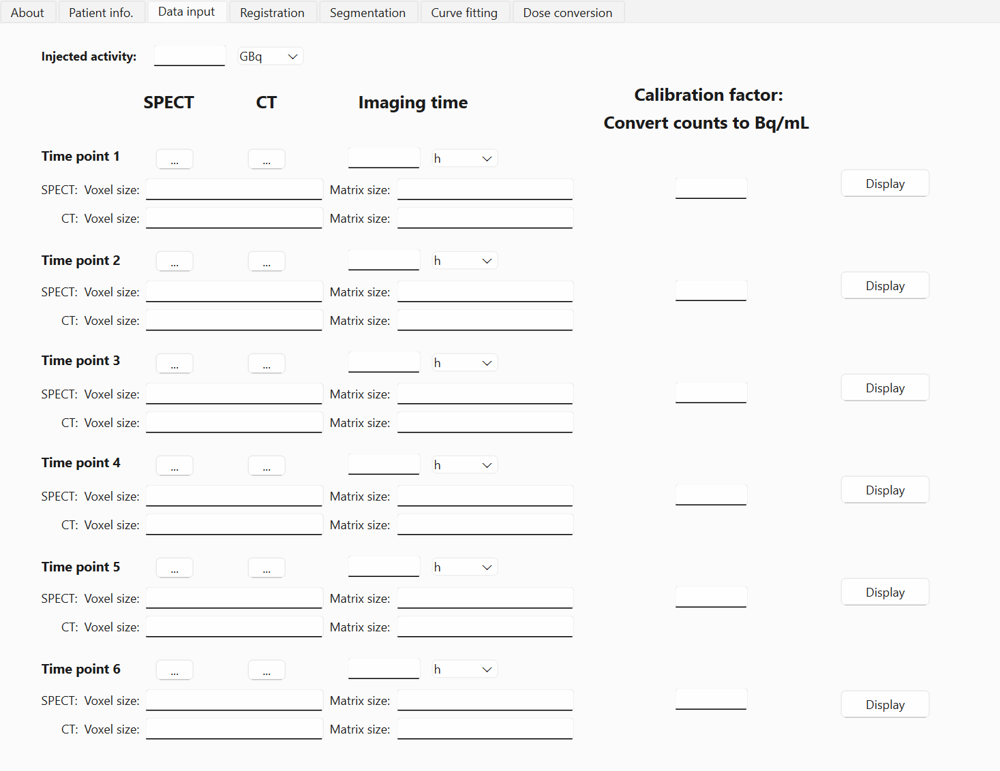 About Patient info. Data input Registration Segmentation Curve fitting Dose conversion
Injected activity: GBq
SPECT CT Imaging time Calibration factor:
Convert counts to Bq/mL
Time point 1 ... ... h
SPECT: Voxel size: Matrix size: Display
CT: Voxel size: Matrix size:
Time point 2 ... ... h
SPECT: Voxel size: Matrix size: Display
CT: Voxel size: Matrix size:
Time point 3 ... ... h
SPECT: Voxel size: Matrix size: Display
CT: Voxel size: Matrix size:
Time point 4 ... ... h
SPECT: Voxel size: Matrix size: Display
CT: Voxel size: Matrix size:
Time point 5 ... ... h
SPECT: Voxel size: Matrix size: Display
CT: Voxel size: Matrix size:
Time point 6 ... ... h
SPECT: Voxel size: Matrix size: Display
CT: Voxel size: Matrix size: